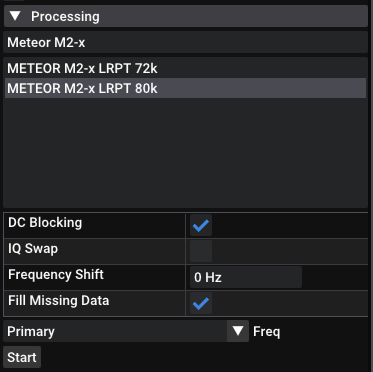 Processing
Meteor M2-x
METEOR M2-x LRPT 72k
METEOR M2-x LRPT 80k
DC Blocking
IQ Swap
Frequency Shift 0 Hz
Fill Missing Data
Primary Freq
Start